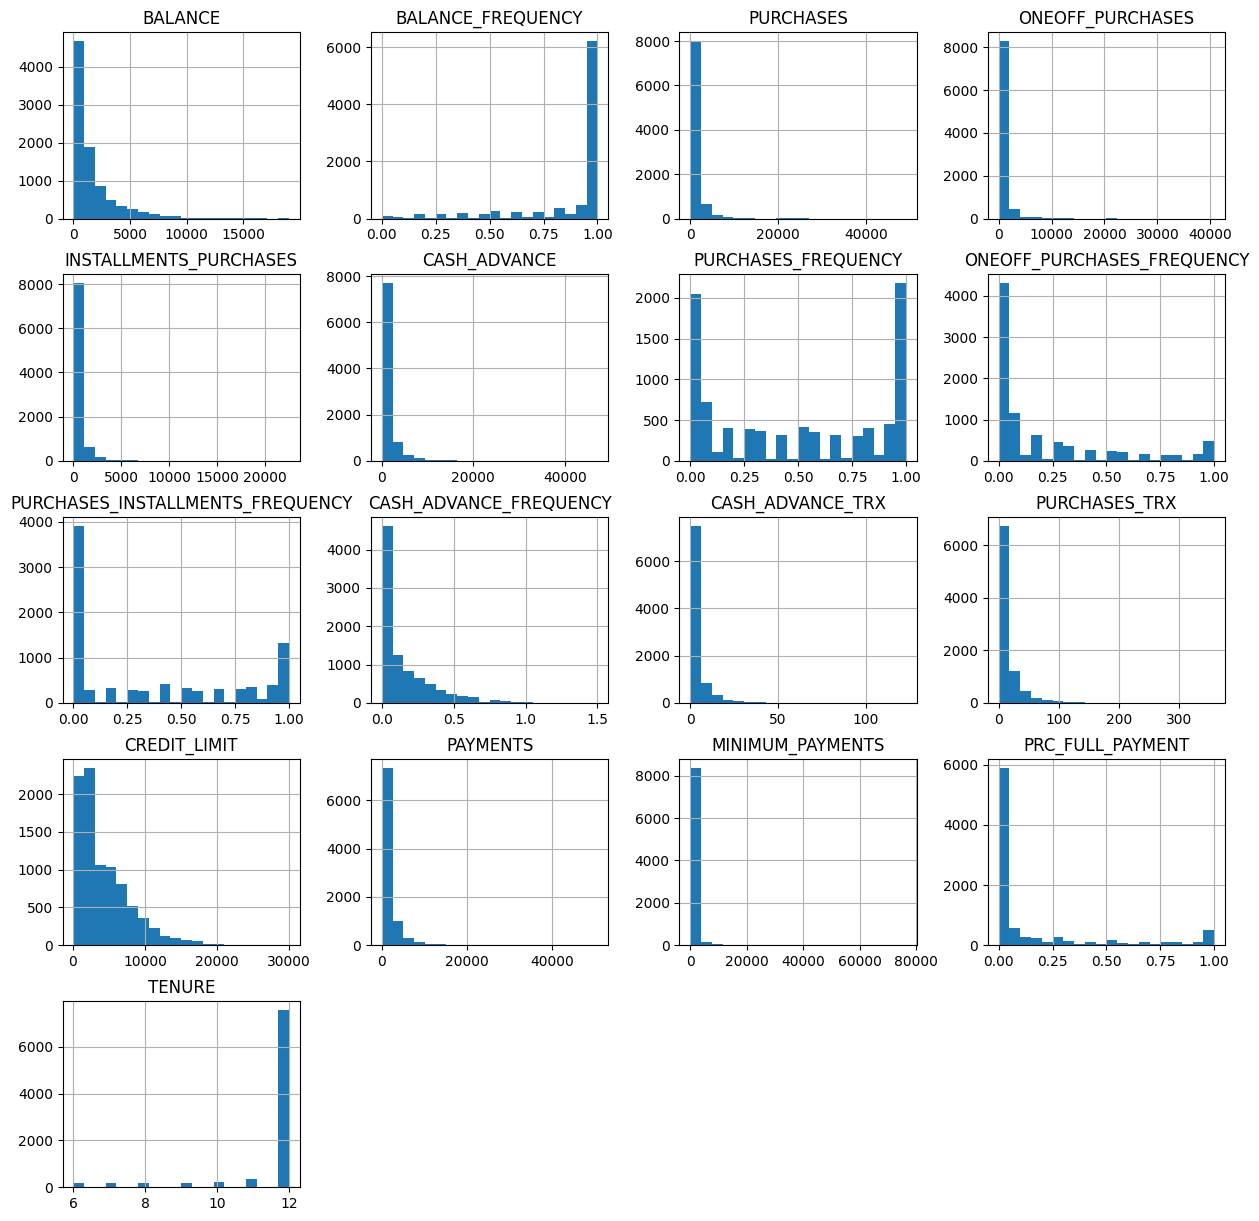 BALANCE
4000
3000
2000
1000
0
0 5000 10000 15000
BALANCE_FREQUENCY
6000
4000
2000
0
0.00 0.25 0.50 0.75 1.00
PURCHASES
8000
6000
4000
2000
0
0 20000 40000
ONEOFF_PURCHASES
8000
6000
4000
2000
0
0 10000 20000 30000 40000
INSTALLMENTS_PURCHASES
8000
6000
4000
2000
0
0 5000 10000 15000 20000
CASH_ADVANCE
8000
6000
4000
2000
0
0 20000 40000
PURCHASES_FREQUENCY
2000
1500
1000
500
0
0.00 0.25 0.50 0.75 1.00
ONEOFF_PURCHASES_FREQUENCY
4000
3000
2000
1000
0
0.00 0.25 0.50 0.75 1.00
PURCHASES_INSTALLMENTS_FREQUENCY
4000
3000
2000
1000
0
0.00 0.25 0.50 0.75 1.00
CASH_ADVANCE_FREQUENCY
4000
3000
2000
1000
0
0.0 0.5 1.0 1.5
CASH_ADVANCE_TRX
6000
4000
2000
0
0 50 100
PURCHASES_TRX
6000
4000
2000
0
0 100 200 300
CREDIT_LIMIT
2000
1500
1000
500
0
0 10000 20000 30000
PAYMENTS
6000
4000
2000
0
0 20000 40000
MINIMUM_PAYMENTS
8000
6000
4000
2000
0
0 20000 40000 60000 80000
PRC_FULL_PAYMENT
6000
4000
2000
0
0.00 0.25 0.50 0.75 1.00
TENURE
6000
4000
2000
0
6 8 10 12